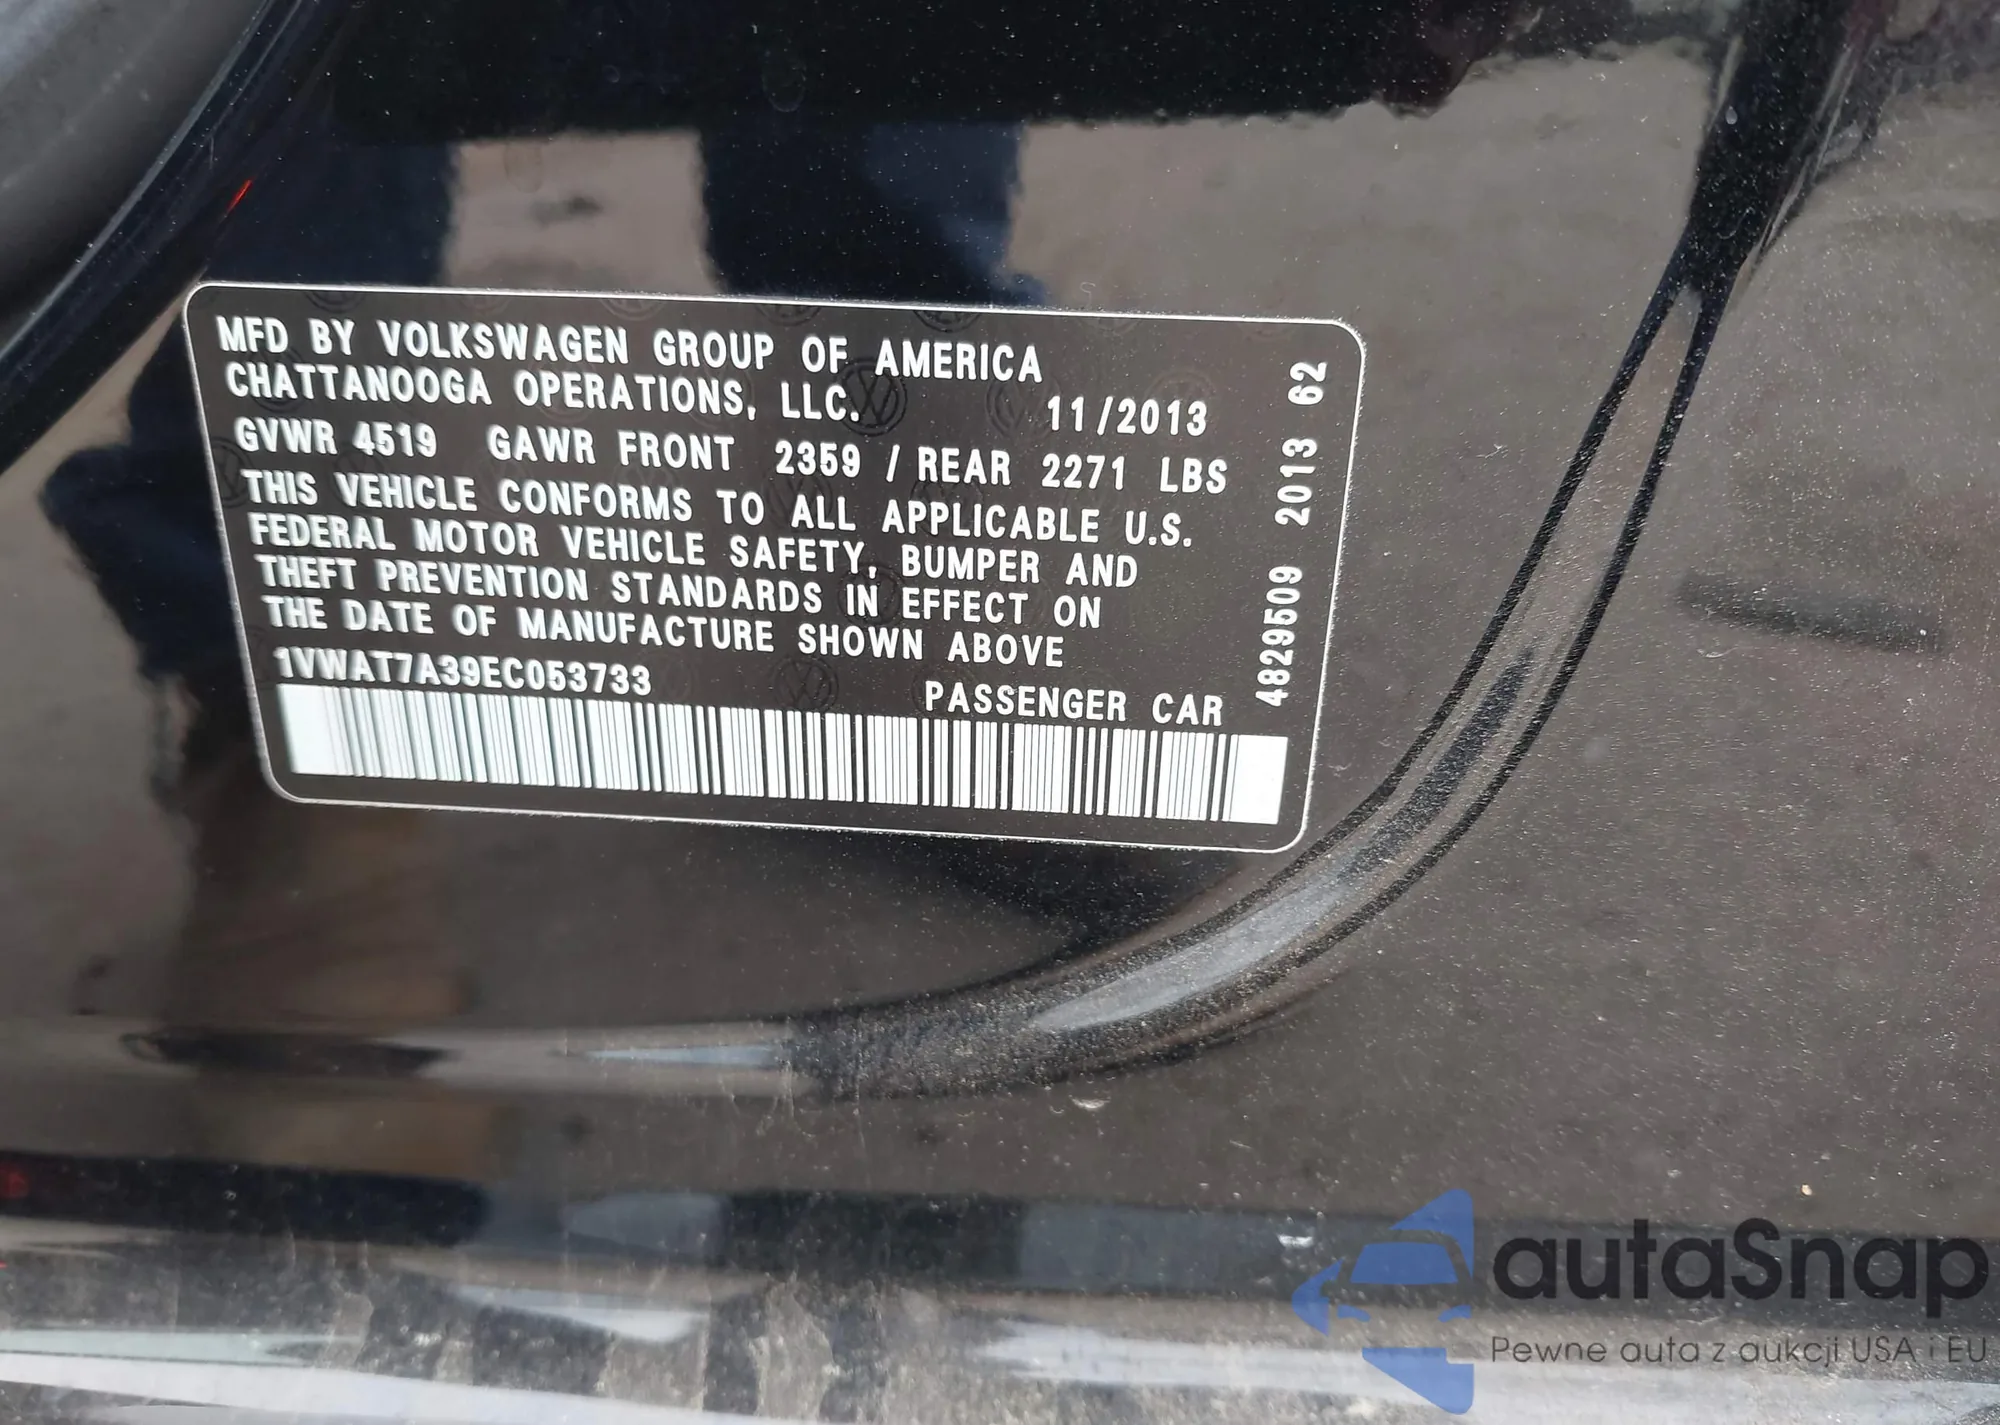 MFD BY VOLKSWAGEN GROUP OF AMERICA
CHATTANOOGA OPERATIONS, LLC. 11/2013
GVWR 4519 GAWR FRONT 2359 / REAR 2271 LBS
THIS VEHICLE CONFORMS TO ALL APPLICABLE U.S.
FEDERAL MOTOR VEHICLE SAFETY, BUMPER AND
THEFT PREVENTION STANDARDS IN EFFECT ON
THE DATE OF MANUFACTURE SHOWN ABOVE
1VWAT7A39EC053733
PASSENGER CAR
4829509 2013 62
autaSnap
Pewne auta z aukcji USA i EU